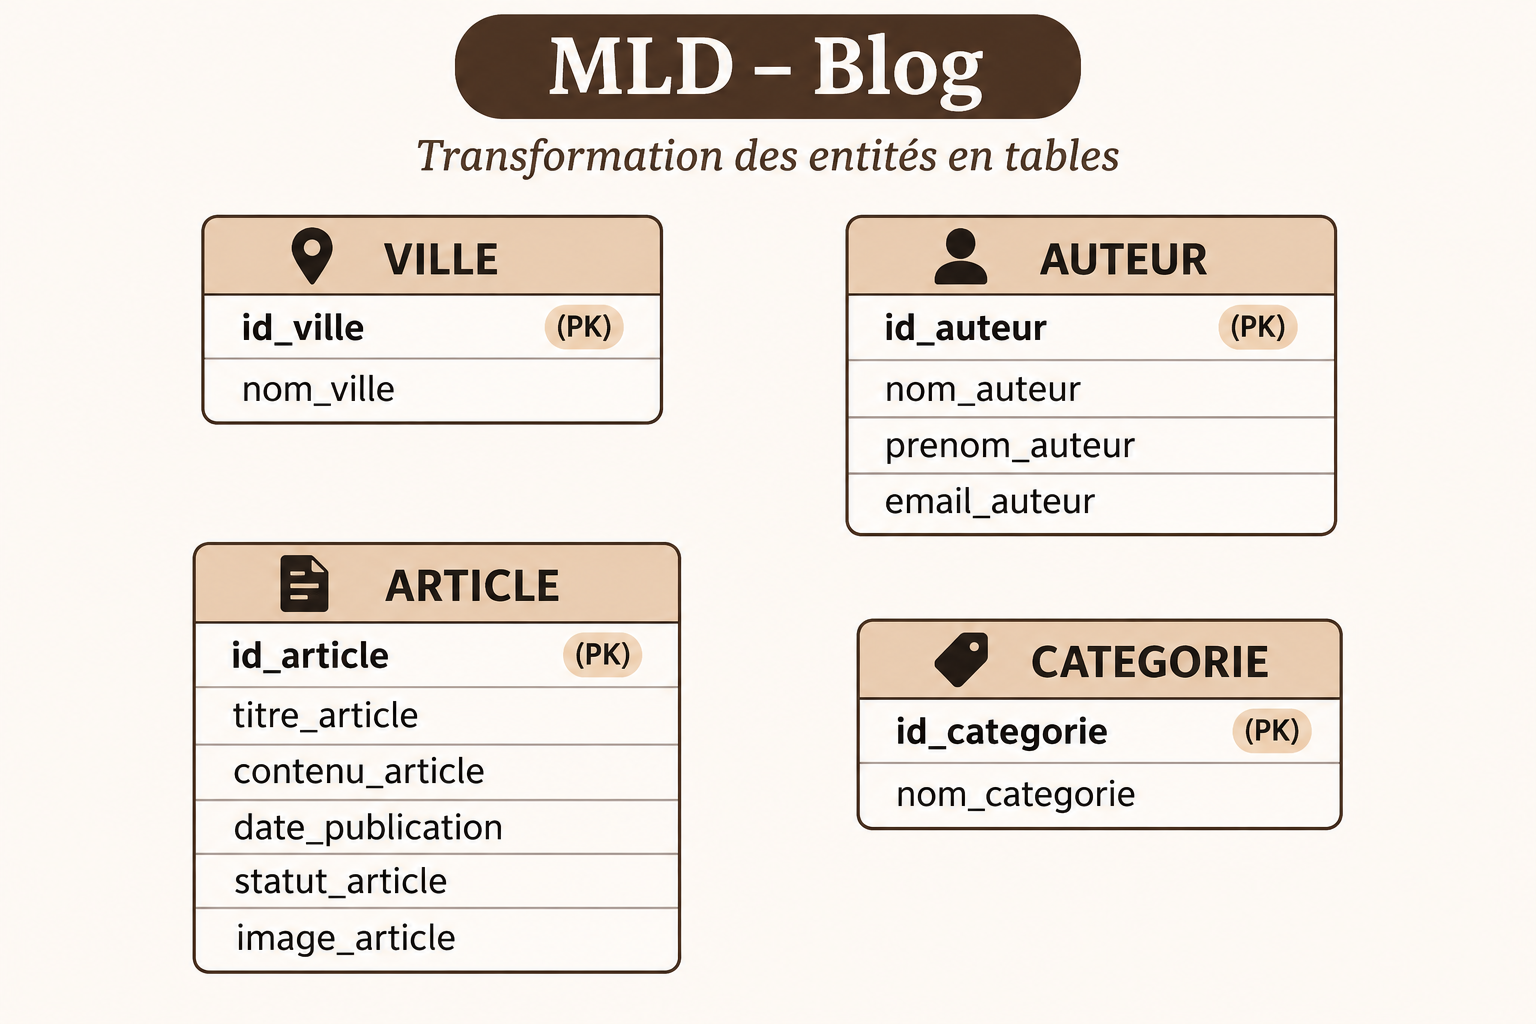 MLD – Blog
Transformation des entités en tables
VILLE
id_ville (PK)
nom_ville
AUTEUR
id_auteur (PK)
nom_auteur
prenom_auteur
email_auteur
ARTICLE
id_article (PK)
titre_article
contenu_article
date_publication
statut_article
image_article
CATEGORIE
id_categorie (PK)
nom_categorie